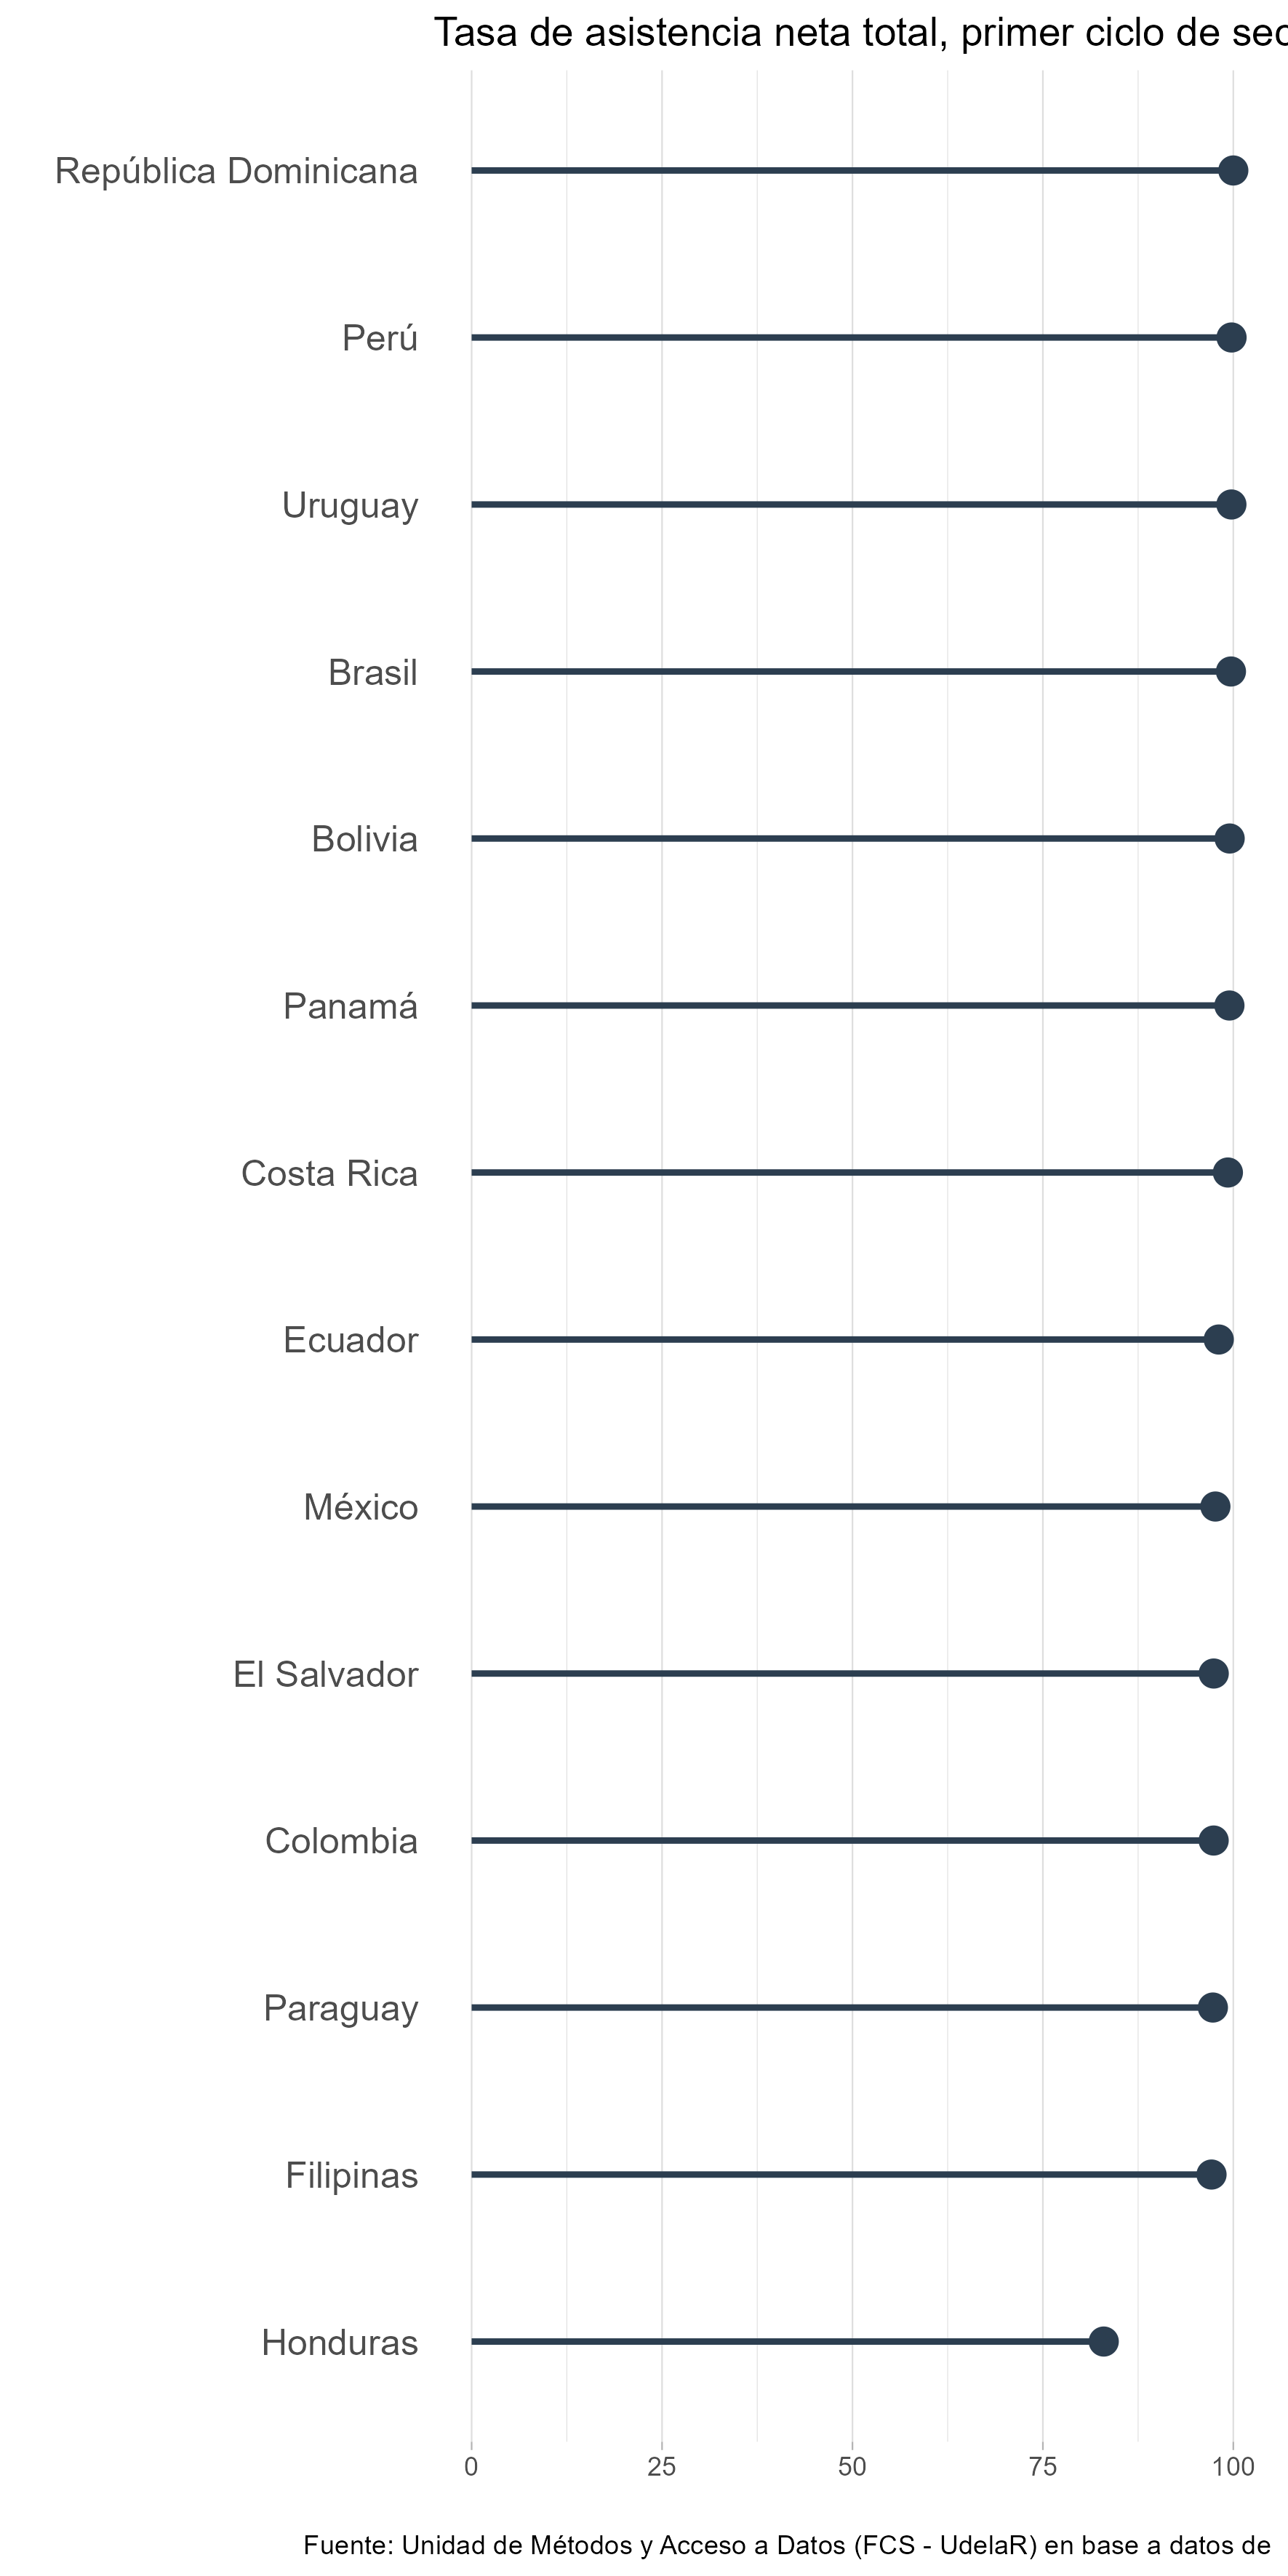 Tasa de asistencia neta total, primer ciclo de sec
República Dominicana
Perú
Uruguay
Brasil
Bolivia
Panamá
Costa Rica
Ecuador
México
El Salvador
Colombia
Paraguay
Filipinas
Honduras
0 25 50 75 100
Fuente: Unidad de Métodos y Acceso a Datos (FCS - UdelaR) en base a datos de